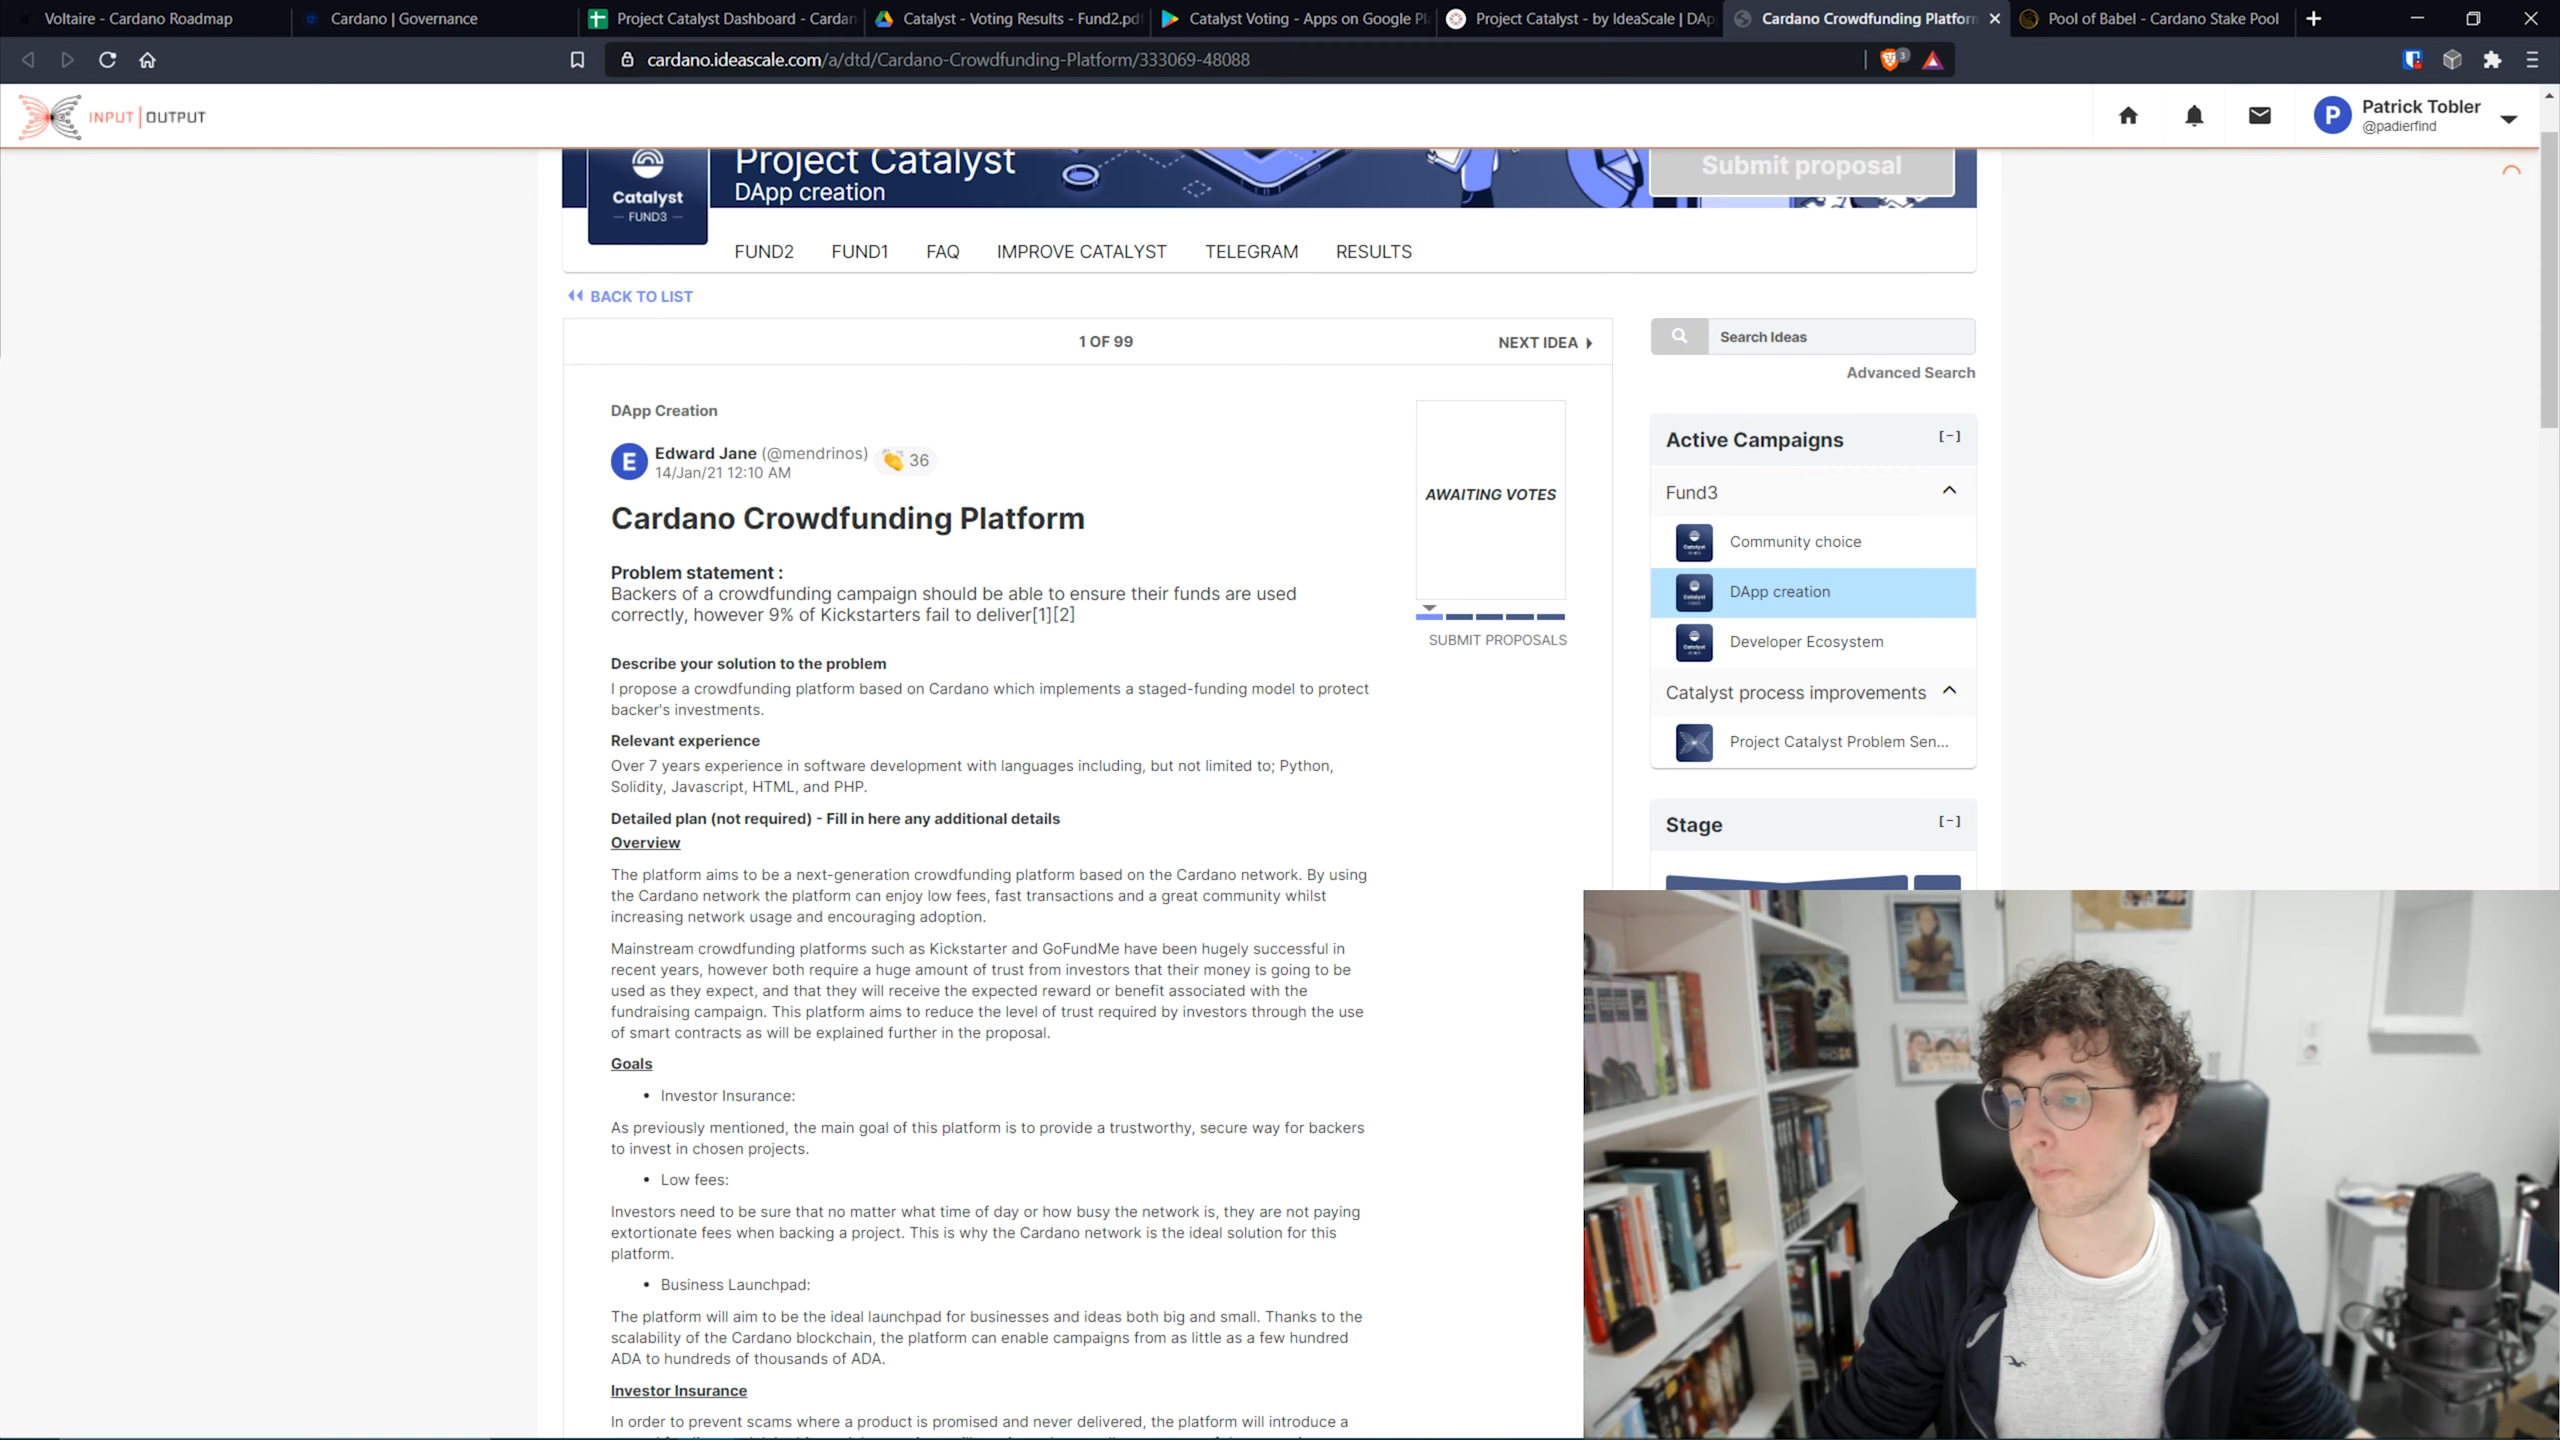 Voltaire - Cardano Roadmap
Cardano | Governance
Project Catalyst Dashboard - Cardan
Catalyst - Voting Results - Fund2.pdf
Catalyst Voting - Apps on Google Pl
Project Catalyst - by IdeaScale | DAp
Cardano Crowdfunding Platform
Pool of Babel - Cardano Stake Pool
cardano.ideascale.com/a/dtd/Cardano-Crowdfunding-Platform/333069-48088
3
INPUT | OUTPUT
P
Patrick Tobler
@padierfind
Catalyst
— FUND3 —
Project Catalyst
DApp creation
Submit proposal
FUND2
FUND1
FAQ
IMPROVE CATALYST
TELEGRAM
RESULTS
BACK TO LIST
1 OF 99
NEXT IDEA
DApp Creation
E
Edward Jane (@mendrinos)
36
14/Jan/21 12:10 AM
AWAITING VOTES
SUBMIT PROPOSALS
Cardano Crowdfunding Platform
Problem statement :
Backers of a crowdfunding campaign should be able to ensure their funds are used
correctly, however 9% of Kickstarters fail to deliver[1][2]
Describe your solution to the problem
I propose a crowdfunding platform based on Cardano which implements a staged-funding model to protect
backer's investments.
Relevant experience
Over 7 years experience in software development with languages including, but not limited to; Python,
Solidity, Javascript, HTML, and PHP.
Detailed plan (not required) - Fill in here any additional details
Overview
The platform aims to be a next-generation crowdfunding platform based on the Cardano network. By using
the Cardano network the platform can enjoy low fees, fast transactions and a great community whilst
increasing network usage and encouraging adoption.
Mainstream crowdfunding platforms such as Kickstarter and GoFundMe have been hugely successful in
recent years, however both require a huge amount of trust from investors that their money is going to be
used as they expect, and that they will receive the expected reward or benefit associated with the
fundraising campaign. This platform aims to reduce the level of trust required by investors through the use
of smart contracts as will be explained further in the proposal.
Goals
• Investor Insurance:
As previously mentioned, the main goal of this platform is to provide a trustworthy, secure way for backers
to invest in chosen projects.
• Low fees:
Investors need to be sure that no matter what time of day or how busy the network is, they are not paying
extortionate fees when backing a project. This is why the Cardano network is the ideal solution for this
platform.
• Business Launchpad:
The platform will aim to be the ideal launchpad for businesses and ideas both big and small. Thanks to the
scalability of the Cardano blockchain, the platform can enable campaigns from as little as a few hundred
ADA to hundreds of thousands of ADA.
Investor Insurance
In order to prevent scams where a product is promised and never delivered, the platform will introduce a
Search Ideas
Advanced Search
Active Campaigns
[-]
Fund3
Community choice
DApp creation
Developer Ecosystem
Catalyst process improvements
Project Catalyst Problem Sen...
Stage
[-]